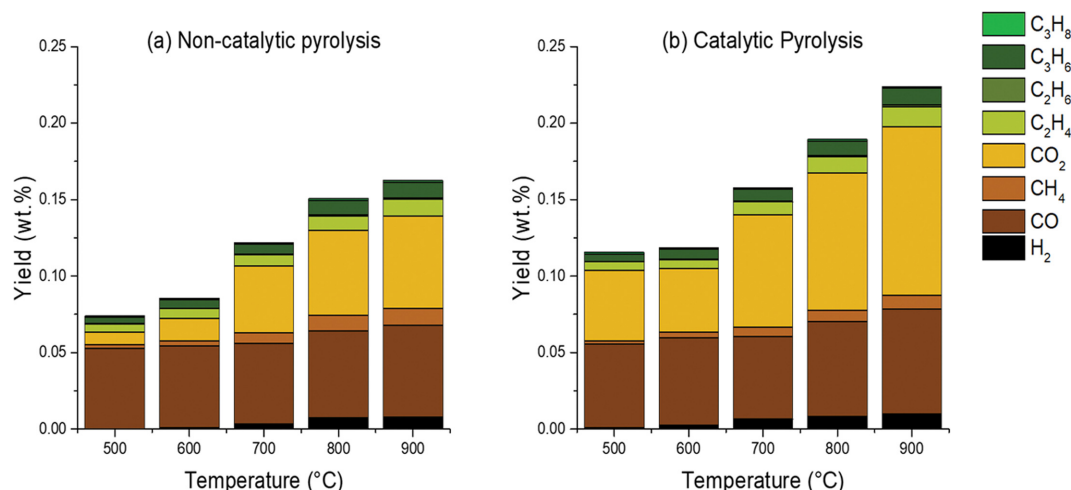 (a) Non-catalytic pyrolysis
0.25
0.20
0.15
0.10
0.05
0.00
Yield (wt.%)
500 600 700 800 900
Temperature (°C)
(b) Catalytic Pyrolysis
0.25
0.20
0.15
0.10
0.05
0.00
Yield (wt.%)
500 600 700 800 900
Temperature (°C)
C₃H₈
C₃H₆
C₂H₆
C₂H₄
CO₂
CH₄
CO
H₂